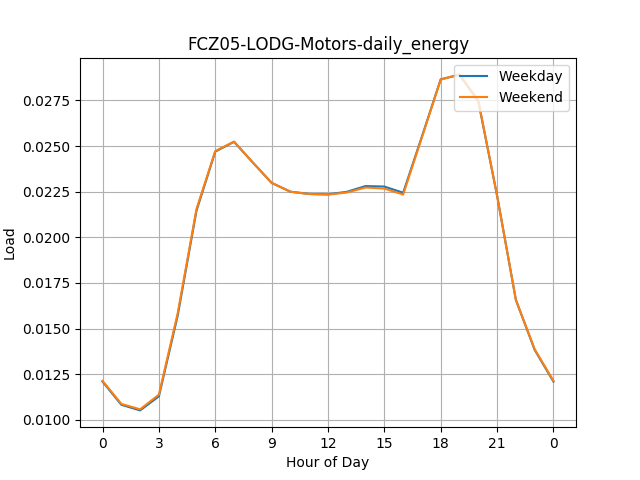 FCZ05-LODG-Motors-daily_energy
Weekday
Weekend
0.0275
0.0250
0.0225
0.0200
0.0175
0.0150
0.0125
0.0100
Load
0 3 6 9 12 15 18 21 0
Hour of Day